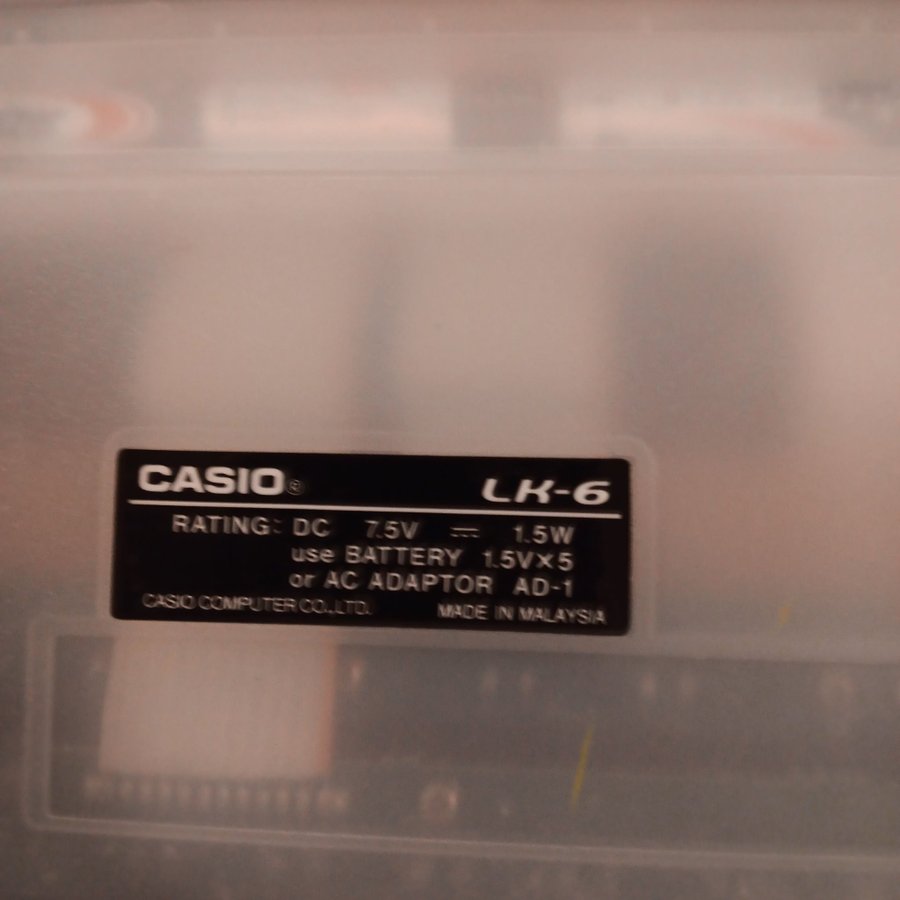 CASIO® LK-6
RATING: DC 7.5V ⎓ 1.5W
use BATTERY 1.5V×5
or AC ADAPTOR AD-1
CASIO COMPUTER CO.,LTD. MADE IN MALAYSIA